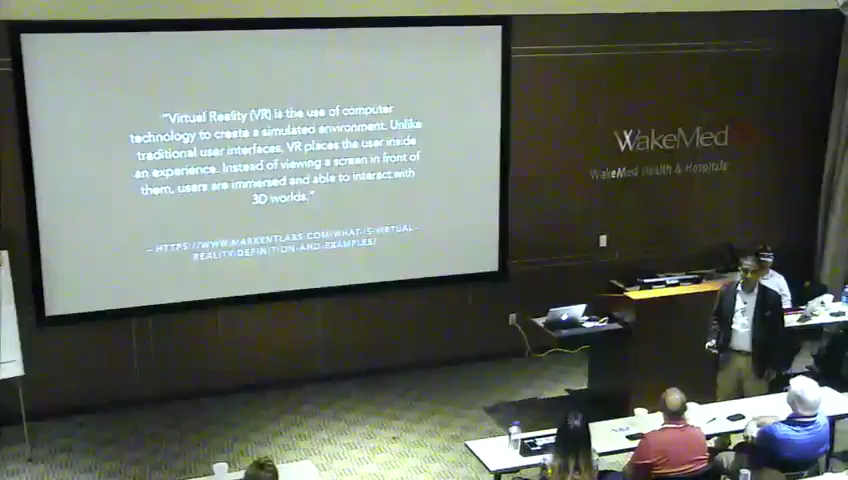 "Virtual Reality (VR) is the use of computer
technology to create a simulated environment. Unlike
traditional user interfaces, VR places the user inside
an experience. Instead of viewing a screen in front of
them, users are immersed and able to interact with
3D worlds."
– HTTPS://WWW.MARXENTLABS.COM/WHAT-IS-VIRTUAL-
REALITY-DEFINITION-AND-EXAMPLES/
WakeMed
WakeMed Health & Hospitals